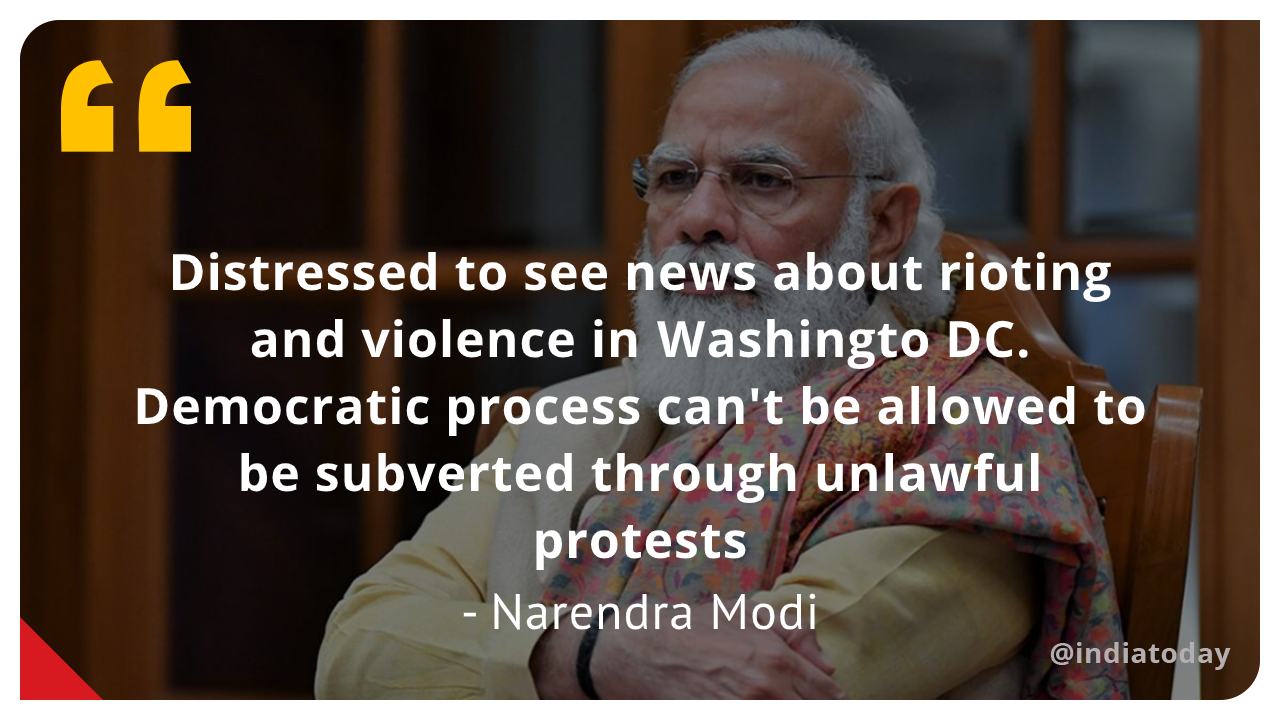 Distressed to see news about rioting
and violence in Washingto DC.
Democratic process can't be allowed to
be subverted through unlawful
protests
- Narendra Modi
@indiatoday